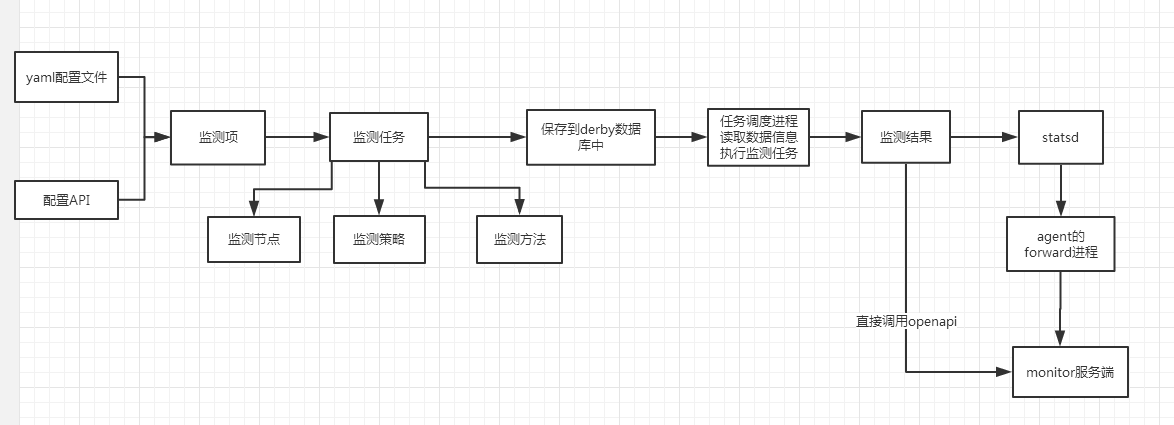 yaml配置文件
配置API
监测项
监测任务
监测节点
监测策略
监测方法
保存到derby数据
库中
任务调度进程
读取数据信息
执行监测任务
监测结果
statsd
agent的
forward进程
直接调用openapi
monitor服务端